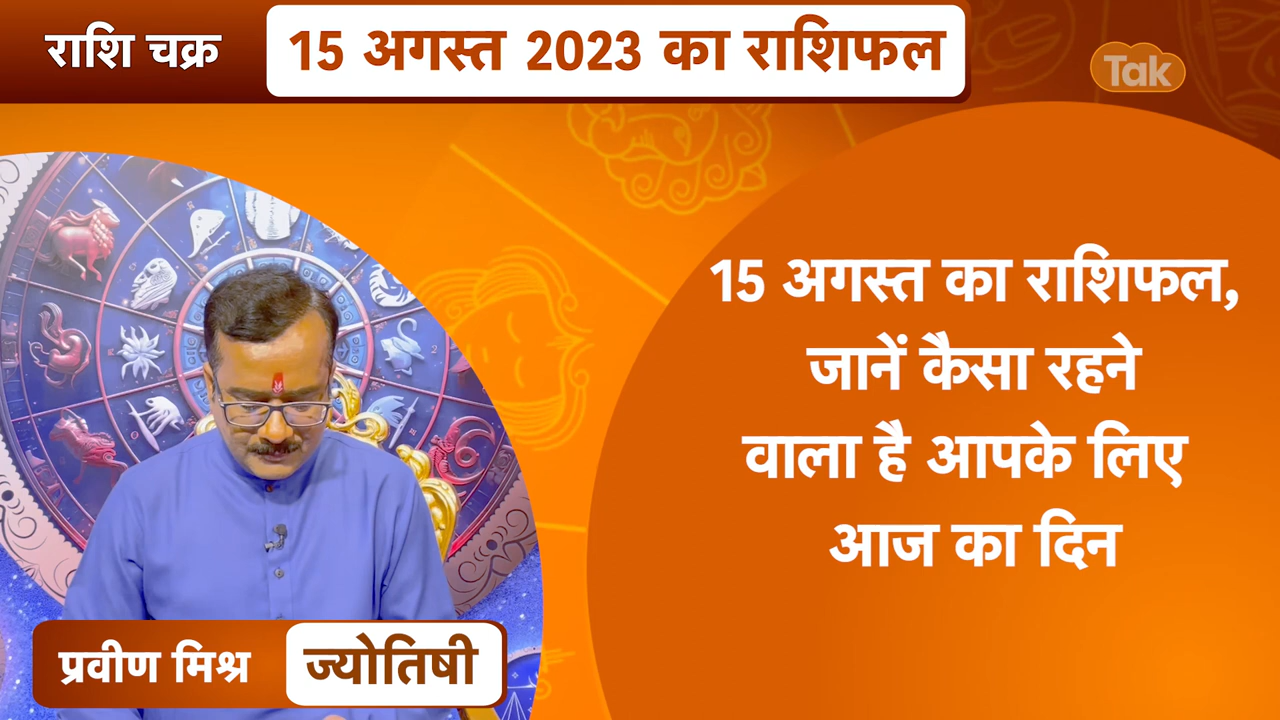 राशि चक्र
15 अगस्त 2023 का राशिफल
Tak
15 अगस्त का राशिफल,
जानें कैसा रहने
वाला है आपके लिए
आज का दिन
प्रवीण मिश्र
ज्योतिषी